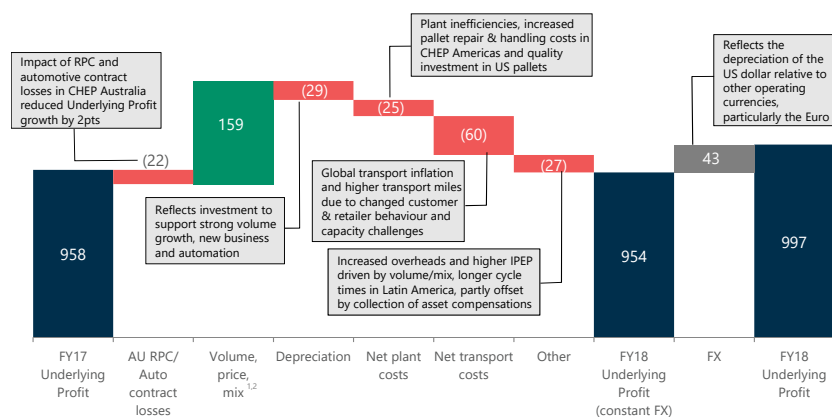 Plant inefficiencies, increased
pallet repair & handling costs in
CHEP Americas and quality
investment in US pallets
Reflects the
depreciation of the
US dollar relative to
other operating
currencies,
particularly the Euro
Impact of RPC and
automotive contract
losses in CHEP Australia
reduced Underlying Profit
growth by 2pts
(29)
(25)
159
(60)
(22)
43
(27)
Global transport inflation
and higher transport miles
due to changed customer
& retailer behaviour and
capacity challenges
Reflects investment to
support strong volume
growth, new business
and automation
958
954
997
Increased overheads and higher IPEP
driven by volume/mix, longer cycle
times in Latin America, partly offset
by collection of asset compensations
FY17
Underlying
Profit
AU RPC/
Auto
contract
losses
Volume,
price,
mix 1,2
Depreciation
Net plant
costs
Net transport
costs
Other
FY18
Underlying
Profit
(constant FX)
FX
FY18
Underlying
Profit